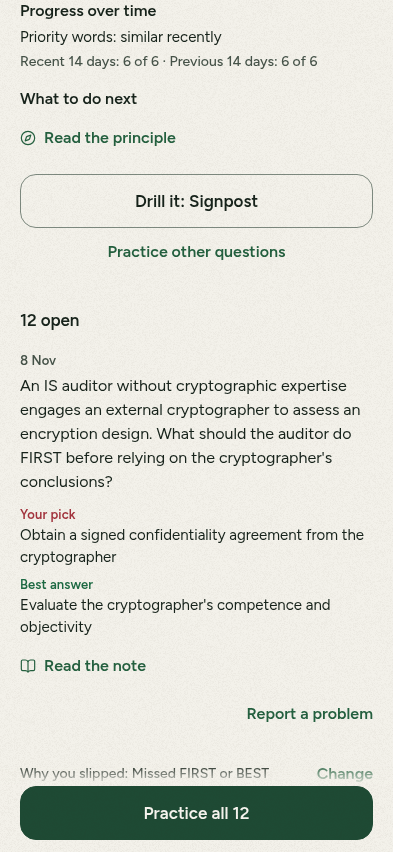 Progress over time
Priority words: similar recently
Recent 14 days: 6 of 6 · Previous 14 days: 6 of 6
What to do next
Read the principle
Drill it: Signpost
Practice other questions
12 open
8 Nov
An IS auditor without cryptographic expertise
engages an external cryptographer to assess an
encryption design. What should the auditor do
FIRST before relying on the cryptographer's
conclusions?
Your pick
Obtain a signed confidentiality agreement from the
cryptographer
Best answer
Evaluate the cryptographer's competence and
objectivity
Read the note
Report a problem
Why you slipped: Missed FIRST or BEST Change
Practice all 12